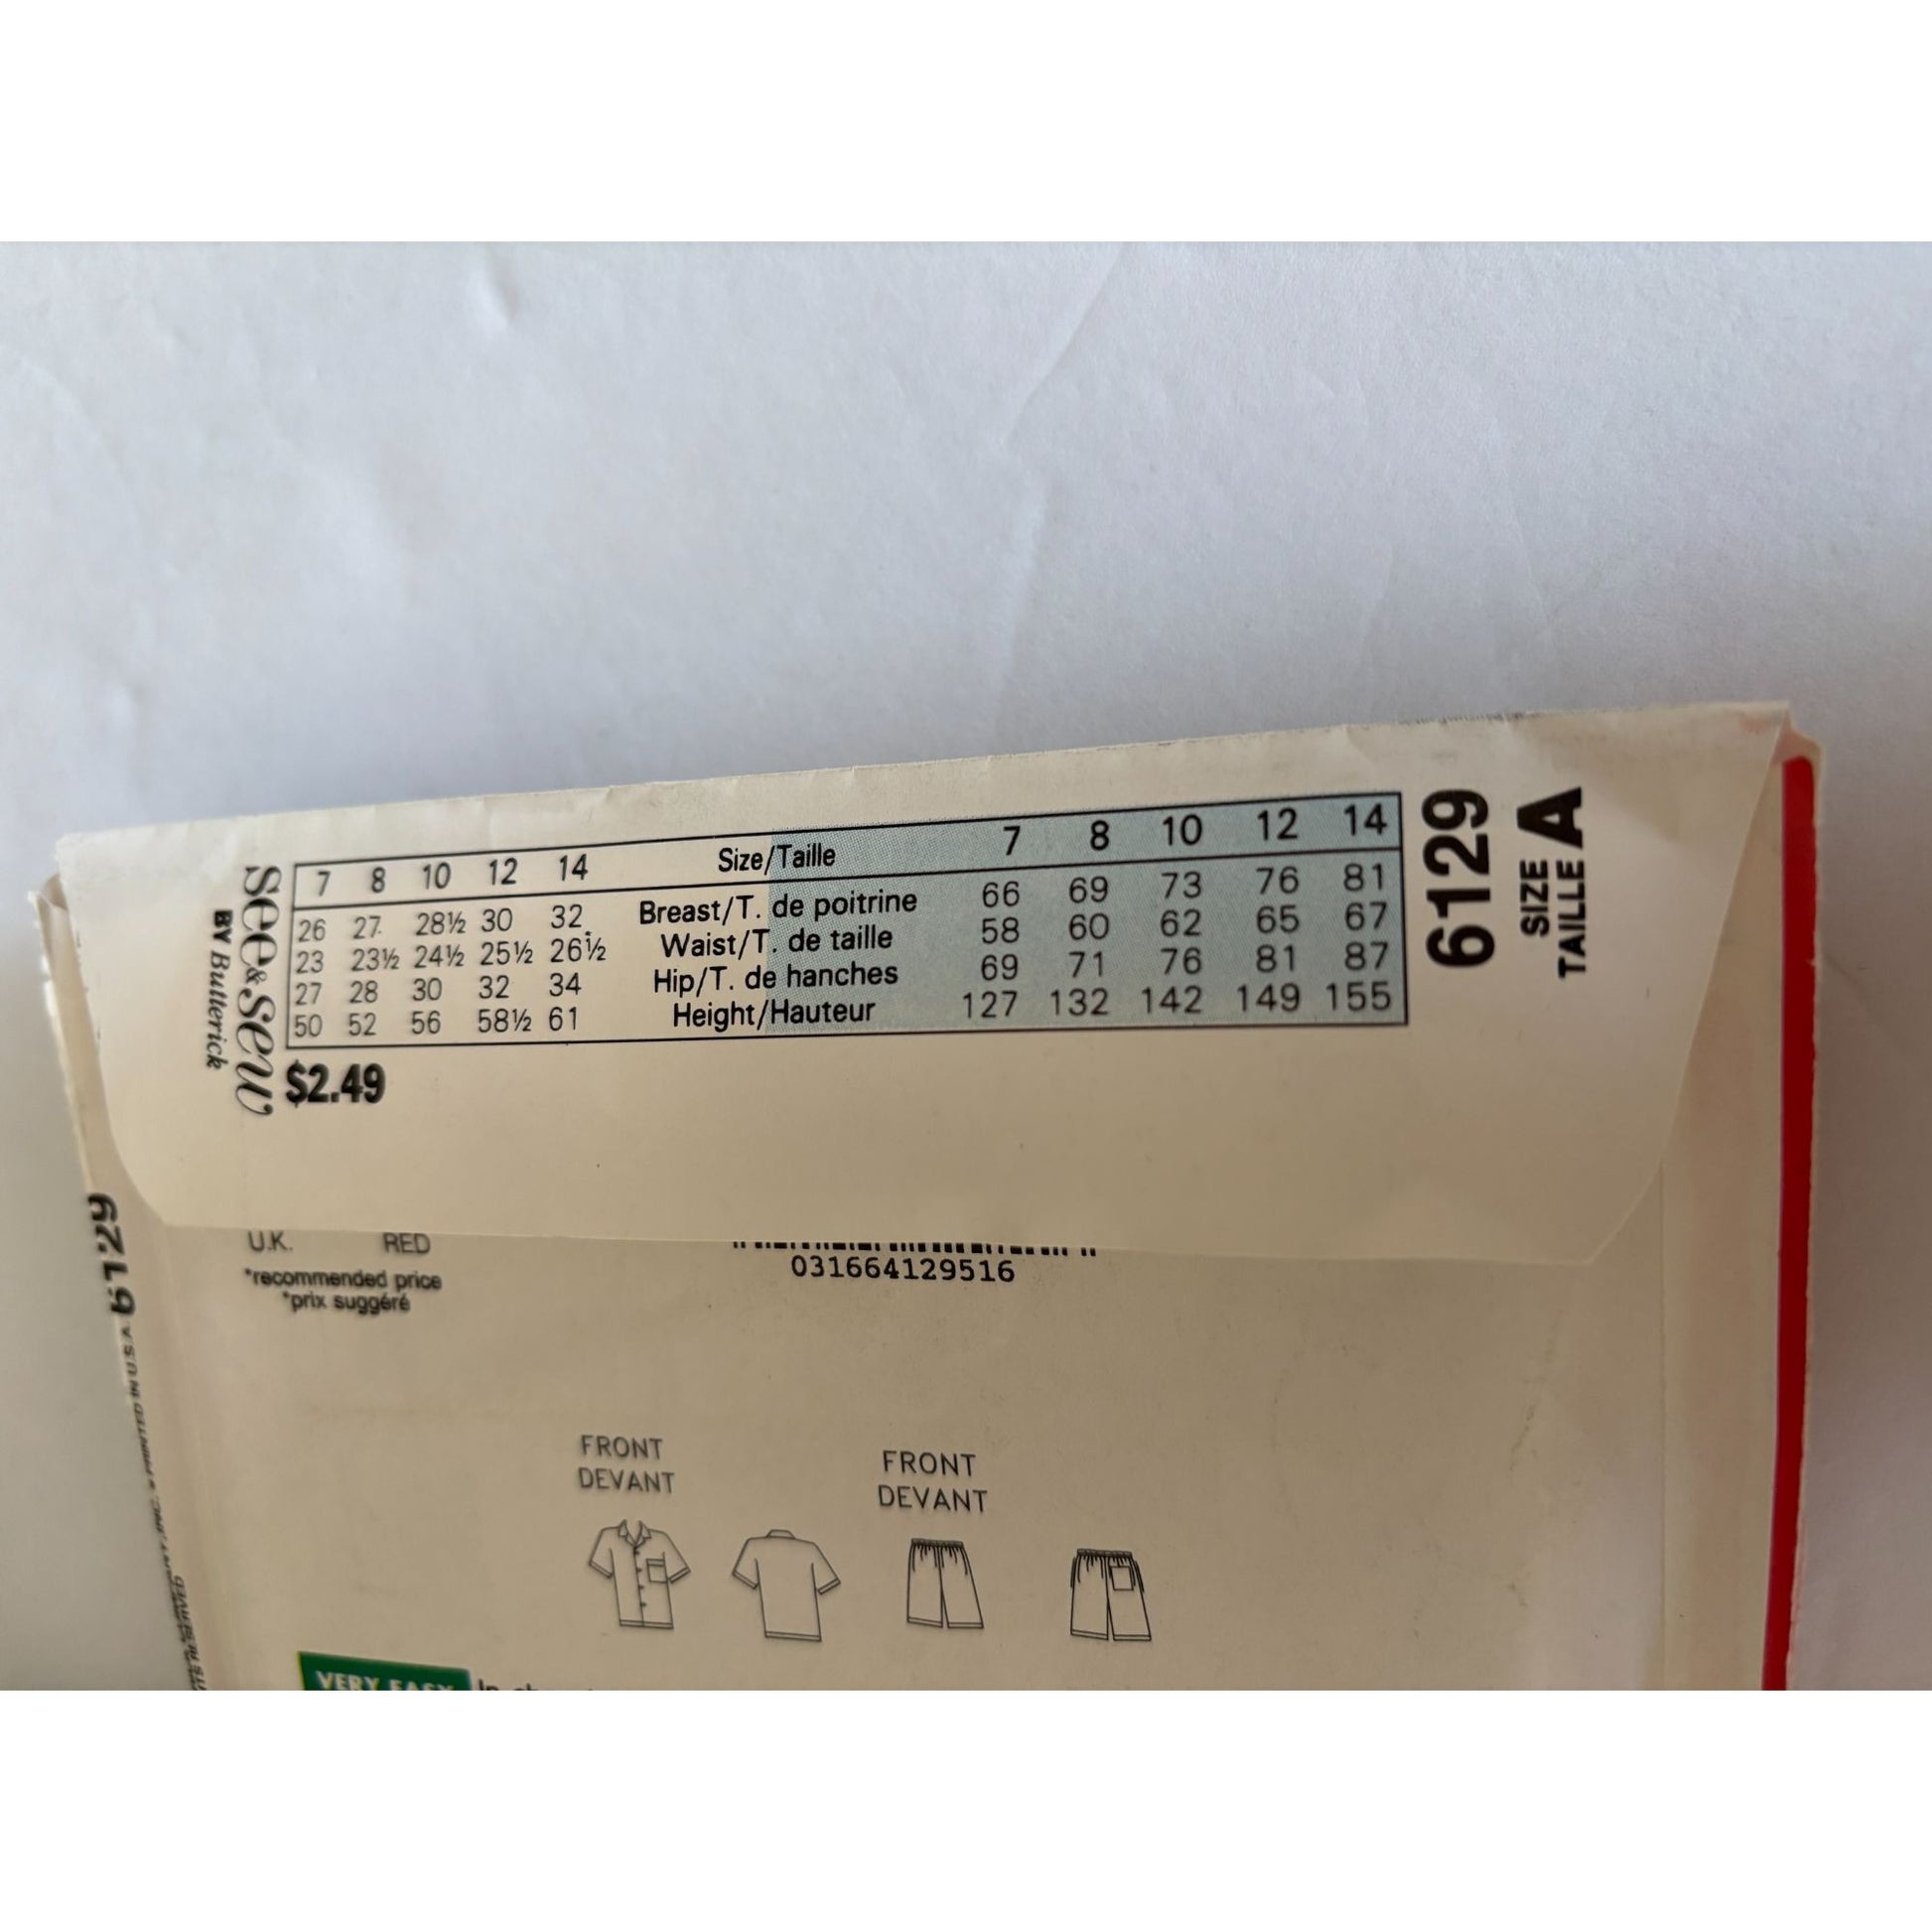 see & sew
BY Butterick
7 8 10 12 14 Size/Taille 7 8 10 12 14
26 27 28½ 30 32 Breast/T. de poitrine 66 69 73 76 81
23 23½ 24½ 25½ 26½ Waist/T. de taille 58 60 62 65 67
27 28 30 32 34 Hip/T. de hanches 69 71 76 81 87
50 52 56 58½ 61 Height/Hauteur 127 132 142 149 155
$2.49
6129
SIZE
TAILLE A
6129
U.K. RED
*recommended price
*prix suggéré
031664129516
FRONT
DEVANT
FRONT
DEVANT
VERY EASY